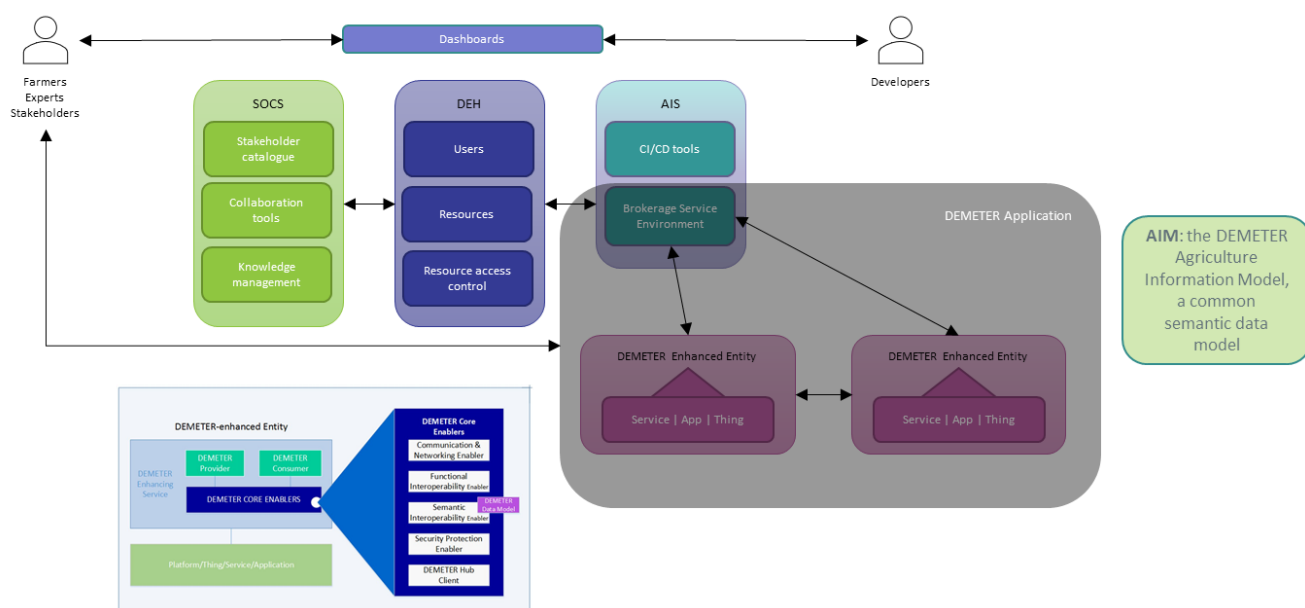 Dashboards
Farmers
Experts
Stakeholders
Developers
SOCS
Stakeholder
catalogue
Collaboration
tools
Knowledge
management
DEH
Users
Resources
Resource access
control
AIS
CI/CD tools
Brokerage Service
Environment
DEMETER Application
DEMETER Enhanced Entity
Service | App | Thing
DEMETER Enhanced Entity
Service | App | Thing
AIM: the DEMETER
Agriculture
Information Model,
a common
semantic data
model
DEMETER-enhanced Entity
DEMETER
Enhancing
Service
DEMETER
Provider
DEMETER
Consumer
DEMETER CORE ENABLERS
Platform/Thing/Service/Application
DEMETER Core
Enablers
Communication &
Networking Enabler
Functional
Interoperability Enabler
Semantic
Interoperability Enabler
DEMETER
Data Model
Security Protection
Enabler
DEMETER Hub
Client